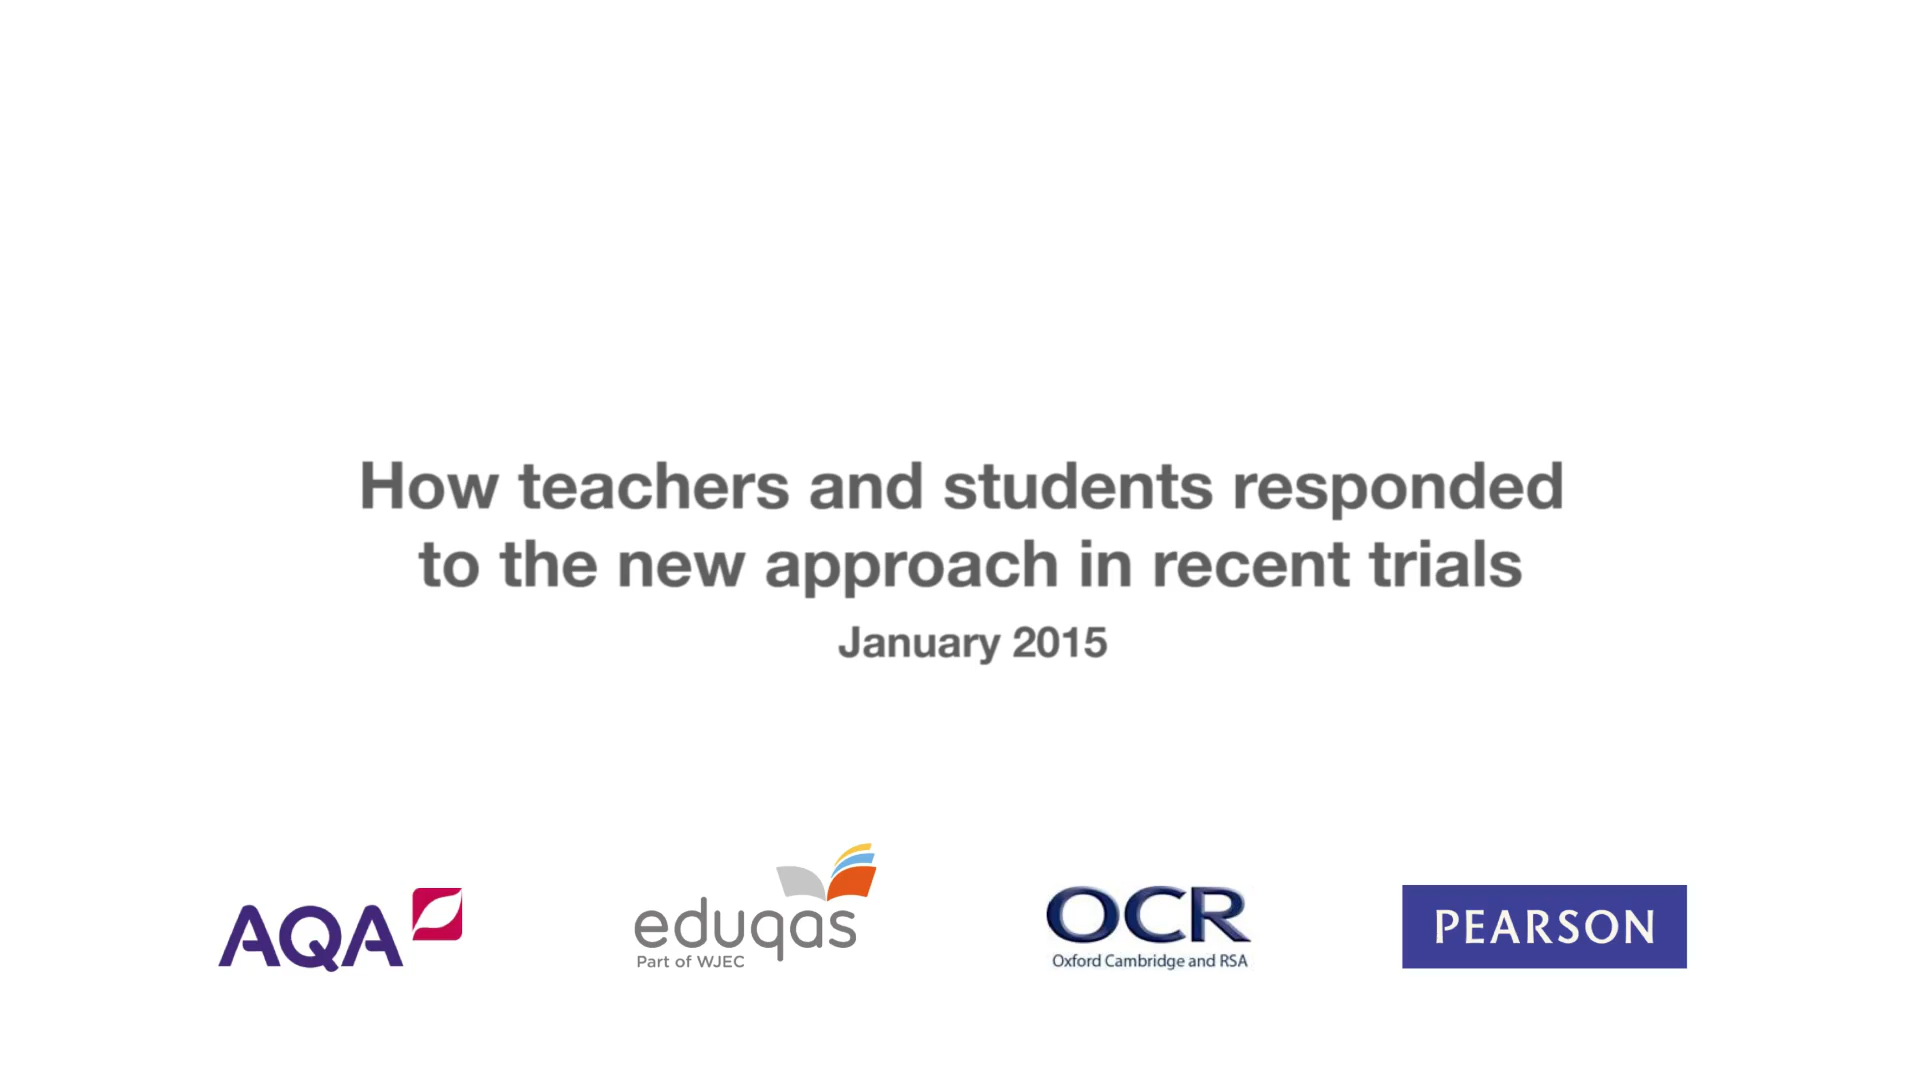 How teachers and students responded
to the new approach in recent trials
January 2015
AQA
eduqas
Part of WJEC
OCR
Oxford Cambridge and RSA
PEARSON